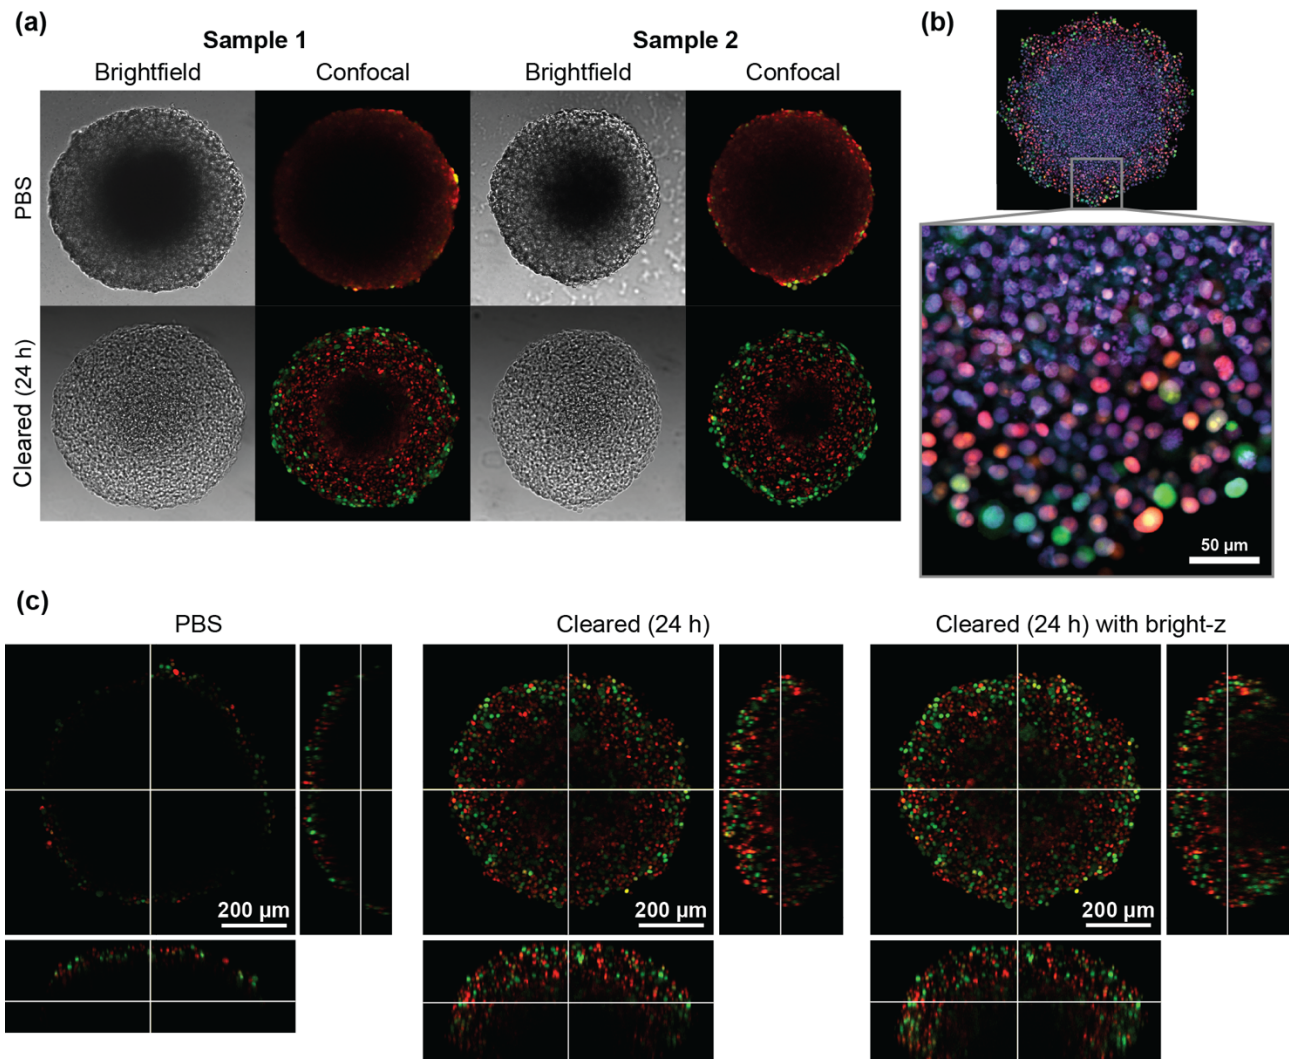 (a)
Sample 1
Sample 2
Brightfield
Confocal
Brightfield
Confocal
PBS
Cleared (24 h)
(b)
50 µm
(c)
PBS
Cleared (24 h)
Cleared (24 h) with bright-z
200 µm
200 µm
200 µm